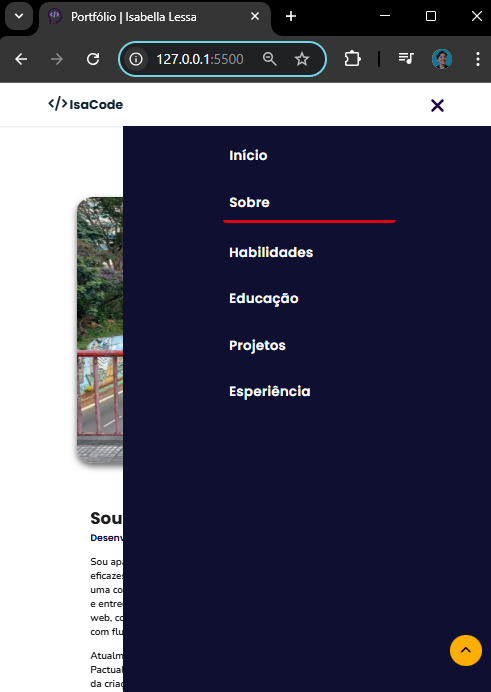 Portfólio | Isabella Lessa
127.0.0.1:5500
</> IsaCode
Início
Sobre
Habilidades
Educação
Projetos
Esperiência
Sou
Desenv
Sou apa
eficazes
uma co
e entre
web, co
com flu
Atualm
Pactual
da criaç